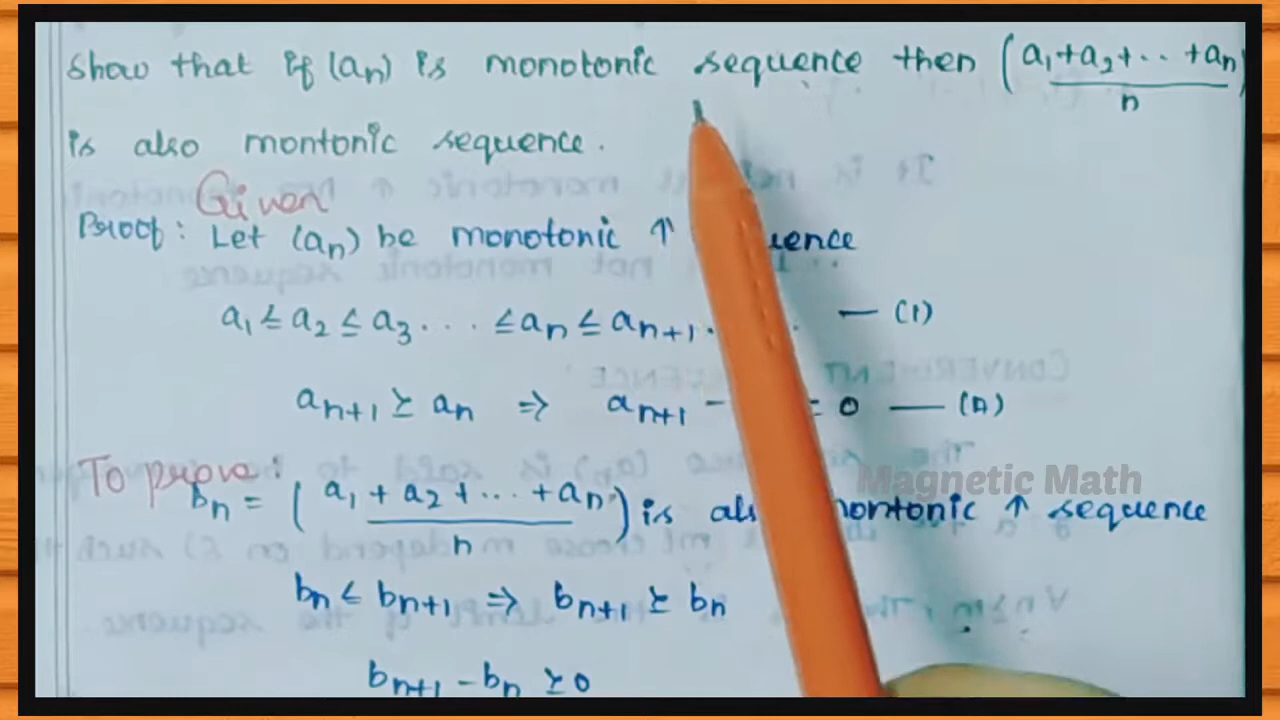 Show that if (aₙ) is monotonic sequence then (a₁+a₂+...+aₙ / n)
is also montonic sequence.
Given
Proof: Let (aₙ) be monotonic ↑
a₁ ≤ a₂ ≤ a₃ ... ≤ aₙ ≤ aₙ₊₁ . . — (1)
aₙ₊₁ ≥ aₙ ⇒ aₙ₊₁ - 0 — (A)
To prove:
Magnetic Math
bₙ = (a₁ + a₂ + ... + aₙ / n) is ↑ sequence
bₙ ≤ bₙ₊₁ ⇒ bₙ₊₁ ≥ bₙ
bₙ₊₁ - bₙ ≥ 0